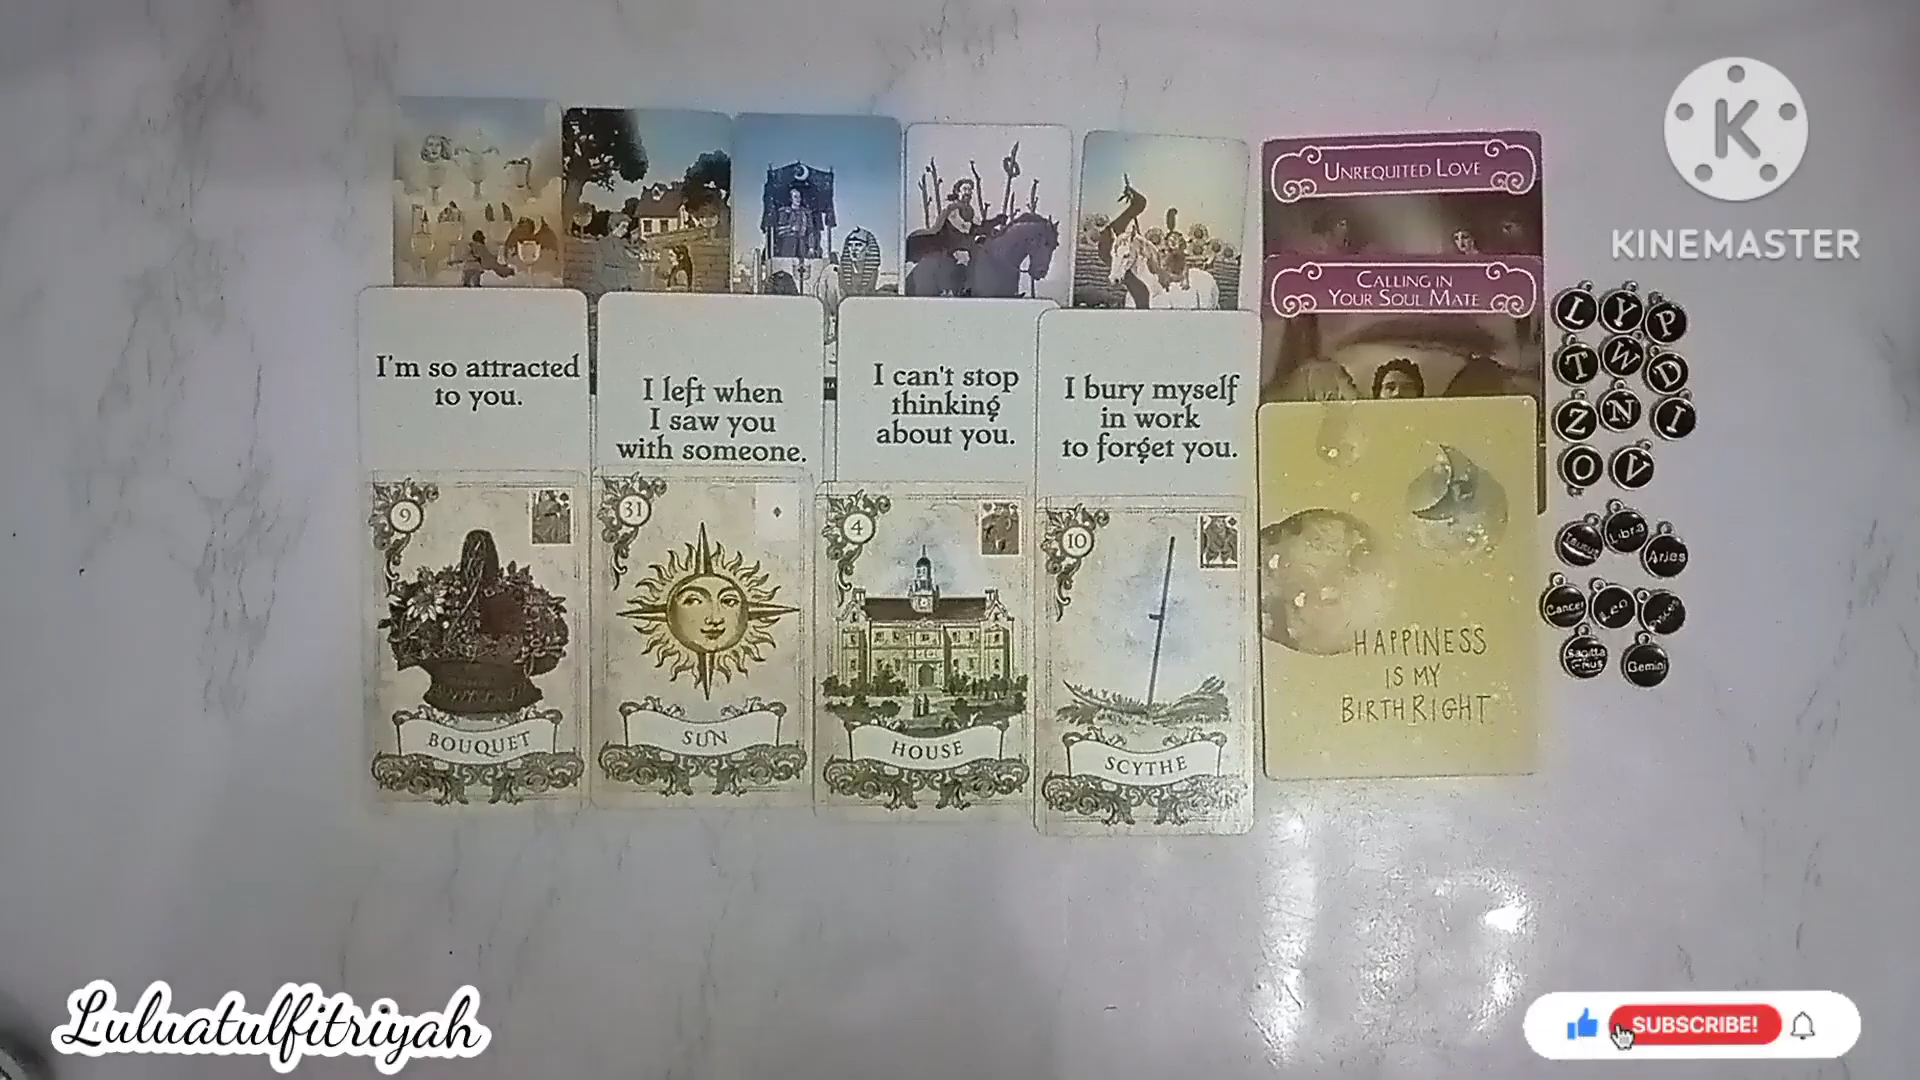 K
KINEMASTER
UNREQUITED LOVE
CALLING IN
YOUR SOUL MATE
I'm so attracted
to you.
I left when
I saw you
with someone.
I can't stop
thinking
about you.
I bury myself
in work
to forget you.
L Y P
T W D
Z N I
O V
Taurus Libra Aries
Cancer Leo
Sagitta
rius
Gemini
9
31
4
10
BOUQUET
SUN
HOUSE
SCYTHE
HAPPINESS
IS MY
BIRTHRIGHT
Luluatulfitriyah
SUBSCRIBE!